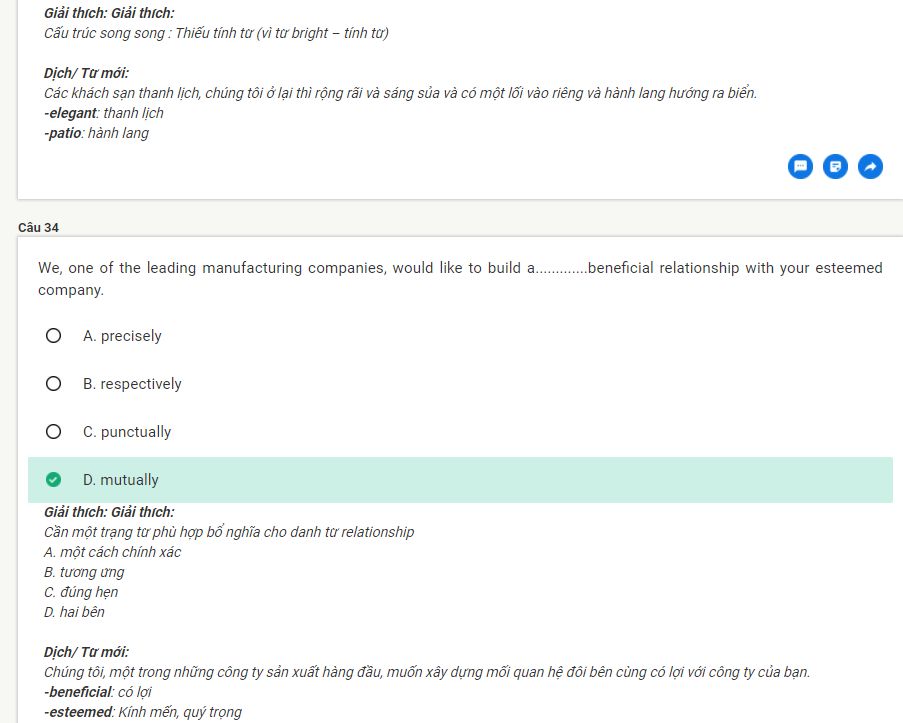 Giải thích: Giải thích:
Cấu trúc song song : Thiếu tính từ (vì từ bright – tính từ)
Dịch/ Từ mới:
Các khách sạn thanh lịch, chúng tôi ở lại thì rộng rãi và sáng sủa và có một lối vào riêng và hành lang hướng ra biển.
-elegant: thanh lịch
-patio: hành lang
Câu 34
We, one of the leading manufacturing companies, would like to build a.............beneficial relationship with your esteemed
company.
A. precisely
B. respectively
C. punctually
D. mutually
Giải thích: Giải thích:
Cần một trạng từ phù hợp bổ nghĩa cho danh từ relationship
A. một cách chính xác
B. tương ứng
C. đúng hẹn
D. hai bên
Dịch/ Từ mới:
Chúng tôi, một trong những công ty sản xuất hàng đầu, muốn xây dựng mối quan hệ đôi bên cùng có lợi với công ty của bạn.
-beneficial: có lợi
-esteemed: Kính mến, quý trọng